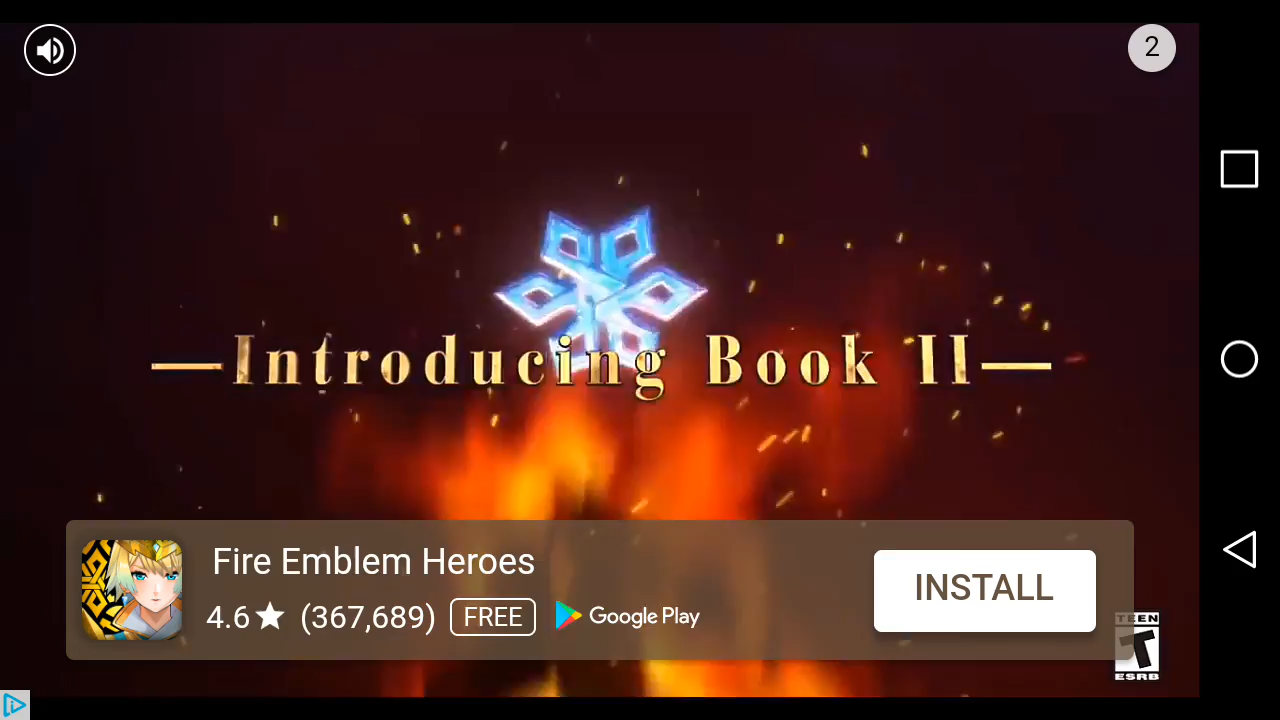 2
—Introducing Book II—
Fire Emblem Heroes
4.6★ (367,689) FREE Google Play
INSTALL
TEEN
T
ESRB